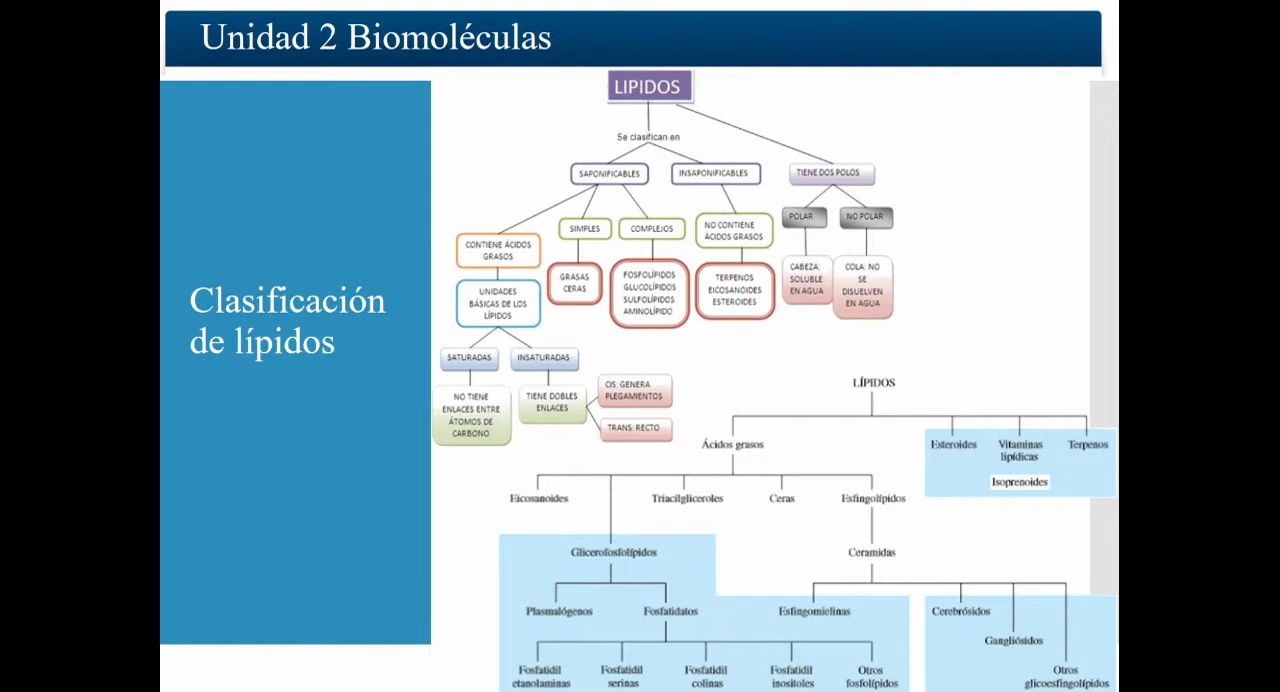 Unidad 2 Biomoléculas
Clasificación
de lípidos
LIPIDOS
Se clasifican en
SAPONIFICABLES
INSAPONIFICABLES
TIENE DOS POLOS
CONTIENE ÁCIDOS
GRASOS
SIMPLES
COMPLEJOS
NO CONTIENE
ÁCIDOS GRASOS
POLAR
NO POLAR
UNIDADES
BÁSICAS DE LOS
LÍPIDOS
GRASAS
CERAS
FOSFOLÍPIDOS
GLUCOLÍPIDOS
SULFOLÍPIDOS
AMINOLÍPIDO
TERPENOS
EICOSANOIDES
ESTEROIDES
CABEZA:
SOLUBLE
EN AGUA
COLA: NO
SE
DISUELVEN
EN AGUA
SATURADAS
INSATURADAS
NO TIENE
ENLACES ENTRE
ÁTOMOS DE
CARBONO
TIENE DOBLES
ENLACES
CIS: GENERA
PLEGAMIENTOS
TRANS: RECTO
LÍPIDOS
Ácidos grasos
Esteroides
Vitaminas
lipídicas
Terpenos
Isoprenoides
Eicosanoides
Triacilgliceroles
Ceras
Esfingolípidos
Glicerofosfolípidos
Ceramidas
Plasmalógenos
Fosfatidatos
Esfingomielinas
Cerebrósidos
Gangliósidos
Fosfatidil
etanolaminas
Fosfatidil
serinas
Fosfatidil
colinas
Fosfatidil
inositoles
Otros
fosfolípidos
Otros
glicoesfingolípidos